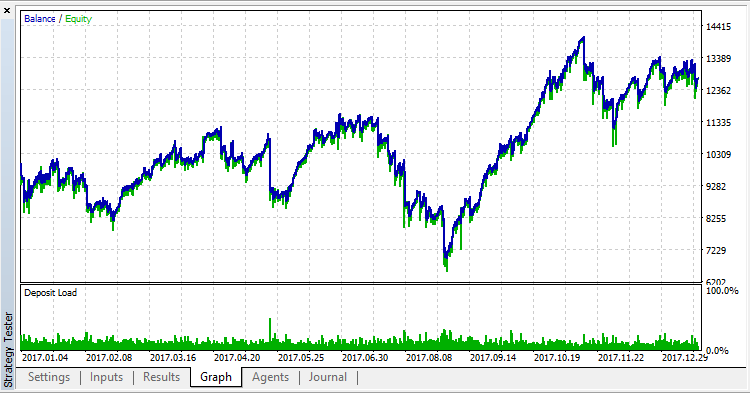 Balance / Equity
14415
13389
12362
11335
10309
9282
8255
7229
6202
Deposit Load
100.0%
0.0%
2017.01.04 2017.02.08 2017.03.16 2017.04.20 2017.05.25 2017.06.30 2017.08.08 2017.09.14 2017.10.19 2017.11.22 2017.12.29
Strategy Tester
Settings Inputs Results Graph Agents Journal